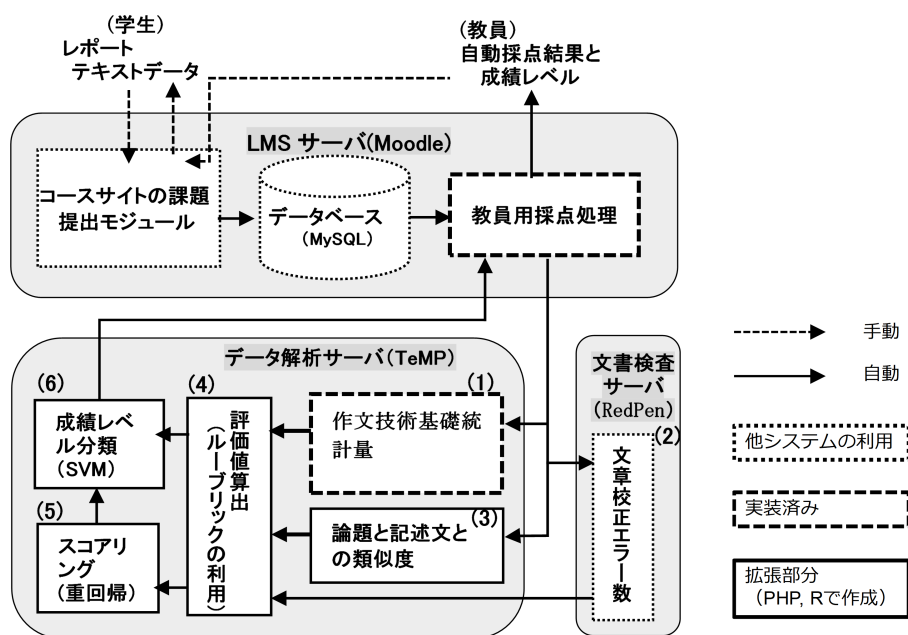 (学生)
レポート
テキストデータ
(教員)
自動採点結果と
成績レベル
LMS サーバ(Moodle)
コースサイトの課題
提出モジュール
データベース
(MySQL)
教員用採点処理
データ解析サーバ(TeMP)
(6)
成績レベ
ル分類
(SVM)
(5)
スコアリ
ング
(重回帰)
(4)
評価値算出
(ルーブリックの利用)
(1)
作文技術基礎統
計量
(3)
論題と記述文と
の類似度
文書検査
サーバ
(RedPen)
(2)
文章校正エラー数
手動
自動
他システムの利用
実装済み
拡張部分
(PHP, Rで作成)